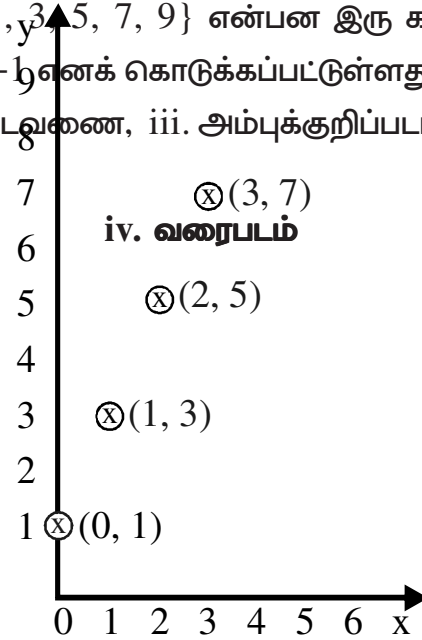 , 3, 5, 7, 9} என்பன இரு க
-1 எனக் கொடுக்கப்பட்டுள்ளது
டவணை, iii. அம்புக்குறிப்பட
iv. வரைபடம்
y
9
8
7
(3, 7)
6
5
(2, 5)
4
3
(1, 3)
2
1
(0, 1)
0 1 2 3 4 5 6 x